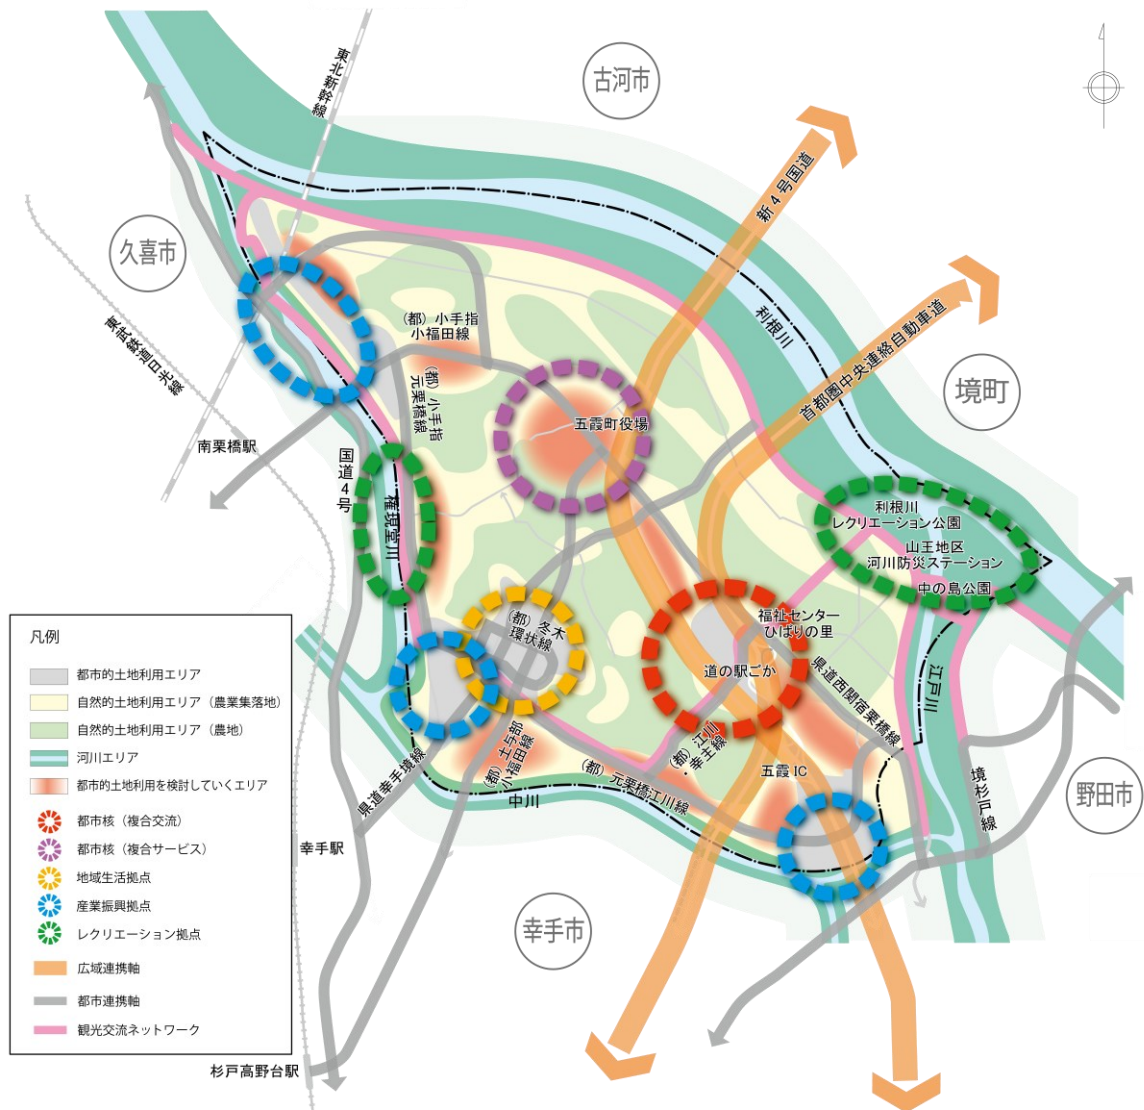 古河市
東北新幹線
新4号国道
久喜市
利根川
首都圏中央連絡自動車道
境町
東武鉄道日光線
(都) 小手指
小福田線
(都) 小手指
元栗橋線
五霞町役場
南栗橋駅
国道4号
権現堂川
利根川
レクリエーション公園
山王地区
河川防災ステーション
中の島公園
(都) 冬木
環状線
福祉センター
ひばりの里
道の駅ごか
県道西関宿栗橋線
江戸川
(都) 江川
・幸主線
(都) 土与部
小福田線
県道幸手境線
(都) 元栗橋江川線
五霞 IC
中川
境杉戸線
野田市
幸手駅
幸手市
杉戸高野台駅
凡例
都市的土地利用エリア
自然的土地利用エリア（農業集落地）
自然的土地利用エリア（農地）
河川エリア
都市的土地利用を検討していくエリア
都市核（複合交流）
都市核（複合サービス）
地域生活拠点
産業振興拠点
レクリエーション拠点
広域連携軸
都市連携軸
観光交流ネットワーク